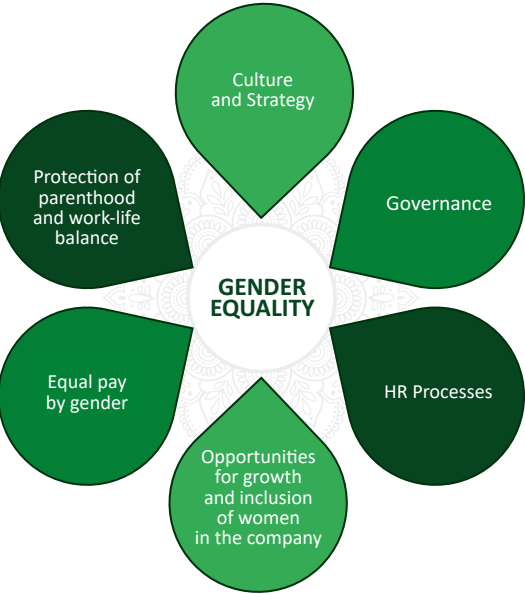 Culture
and Strategy
Governance
HR Processes
Opportunities
for growth
and inclusion
of women
in the company
Equal pay
by gender
Protection of
parenthood
and work-life
balance
GENDER
EQUALITY